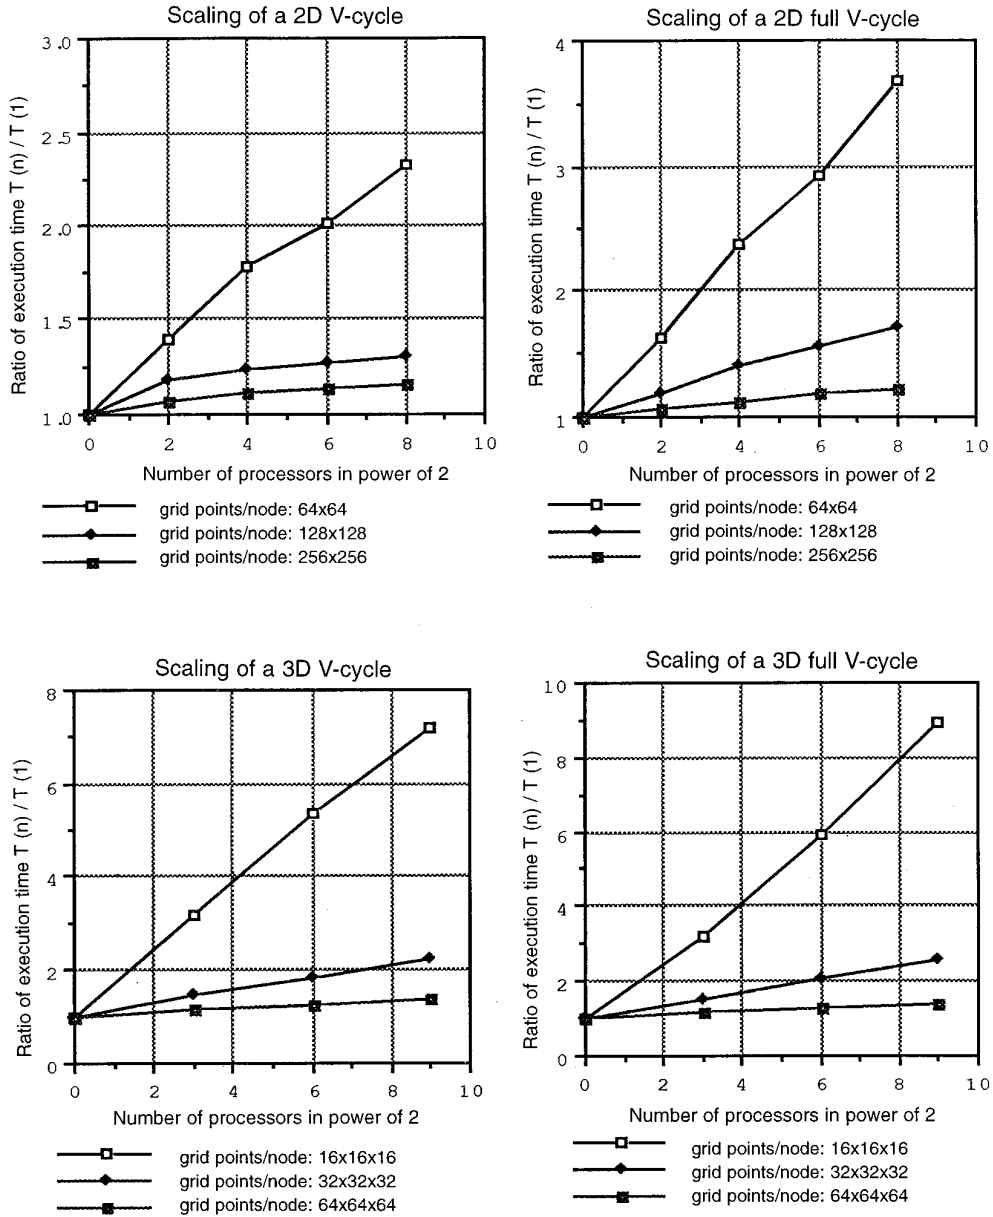 Scaling of a 2D V-cycle
Ratio of execution time T (n) / T (1)
3.0
2.5
2.0
1.5
1.0
0 2 4 6 8 10
Number of processors in power of 2
grid points/node: 64x64
grid points/node: 128x128
grid points/node: 256x256
Scaling of a 2D full V-cycle
Ratio of execution time T (n) / T (1)
4
3
2
1
0 2 4 6 8 10
Number of processors in power of 2
grid points/node: 64x64
grid points/node: 128x128
grid points/node: 256x256
Scaling of a 3D V-cycle
Ratio of execution time T (n) / T (1)
8
6
4
2
0
0 2 4 6 8 10
Number of processors in power of 2
grid points/node: 16x16x16
grid points/node: 32x32x32
grid points/node: 64x64x64
Scaling of a 3D full V-cycle
Ratio of execution time T (n) / T (1)
10
8
6
4
2
0
0 2 4 6 8 10
Number of processors in power of 2
grid points/node: 16x16x16
grid points/node: 32x32x32
grid points/node: 64x64x64